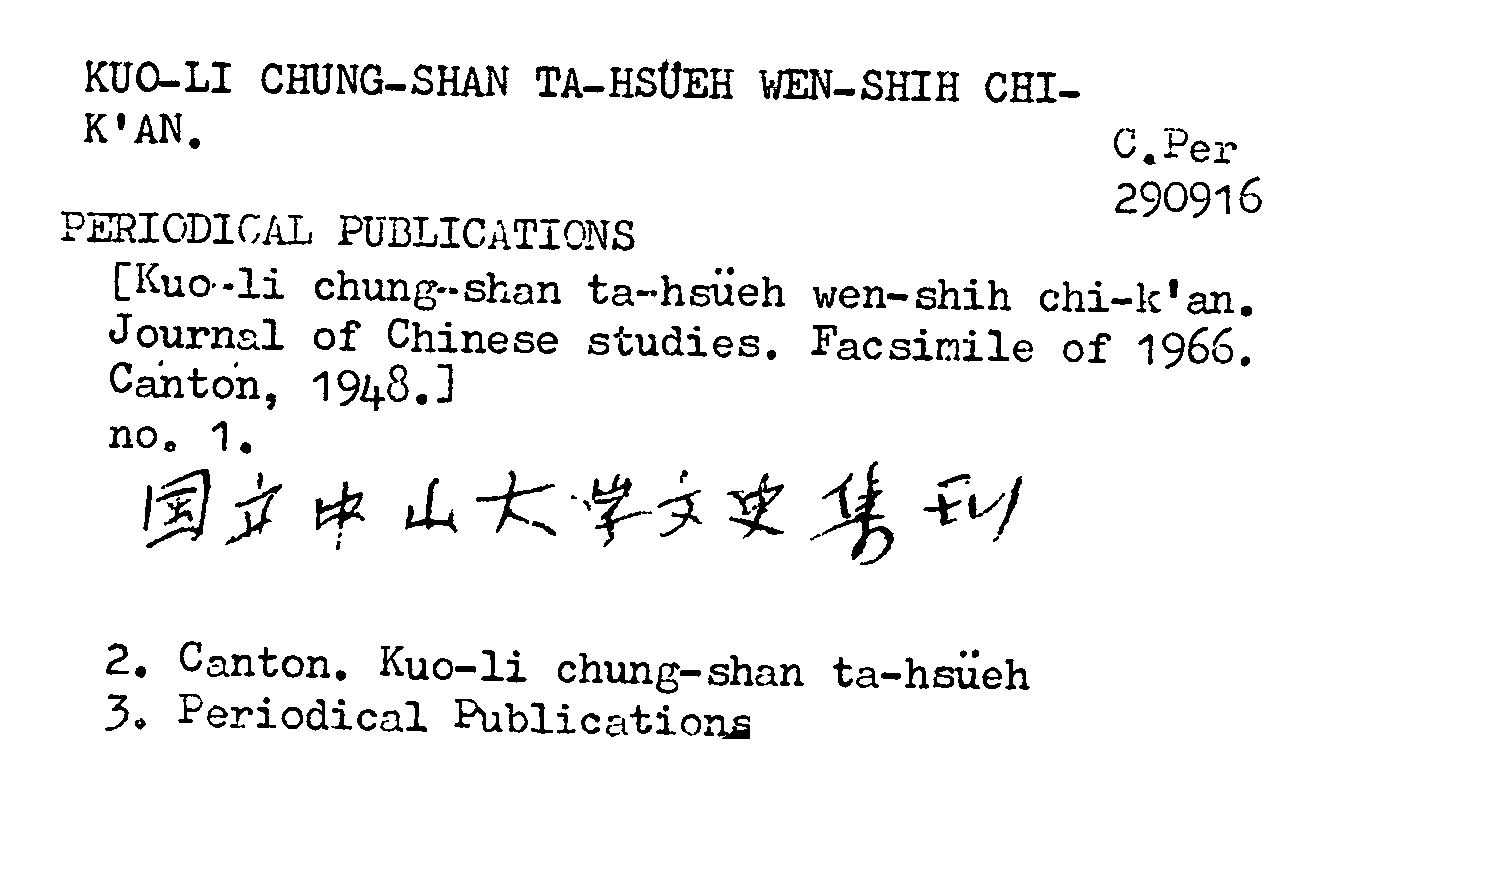 KUO-LI CHUNG-SHAN TA-HSÜEH WEN-SHIH CHI-
K'AN.
C.Per
290916
PERIODICAL PUBLICATIONS
[Kuo-li chung-shan ta-hsüeh wen-shih chi-k'an.
Journal of Chinese studies. Facsimile of 1966.
Canton, 1948.]
no. 1.
国立中山大学文史集刊
2. Canton. Kuo-li chung-shan ta-hsüeh
3. Periodical Publications